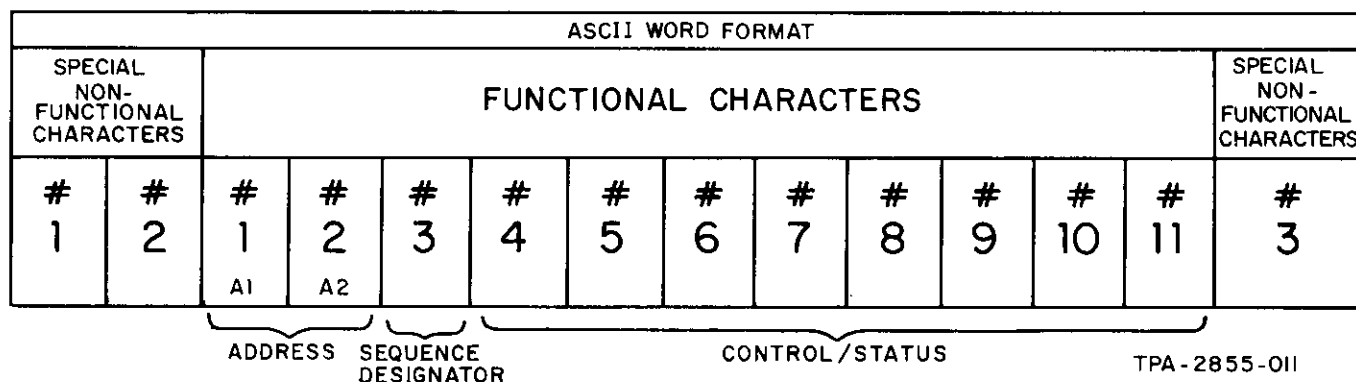 ASCII WORD FORMAT
SPECIAL
NON-
FUNCTIONAL
CHARACTERS
FUNCTIONAL CHARACTERS
SPECIAL
NON-
FUNCTIONAL
CHARACTERS
# # # # # # # # # # # # # #
1 2 1 2 3 4 5 6 7 8 9 10 11 3
A1 A2
ADDRESS SEQUENCE DESIGNATOR CONTROL/STATUS
TPA-2855-011